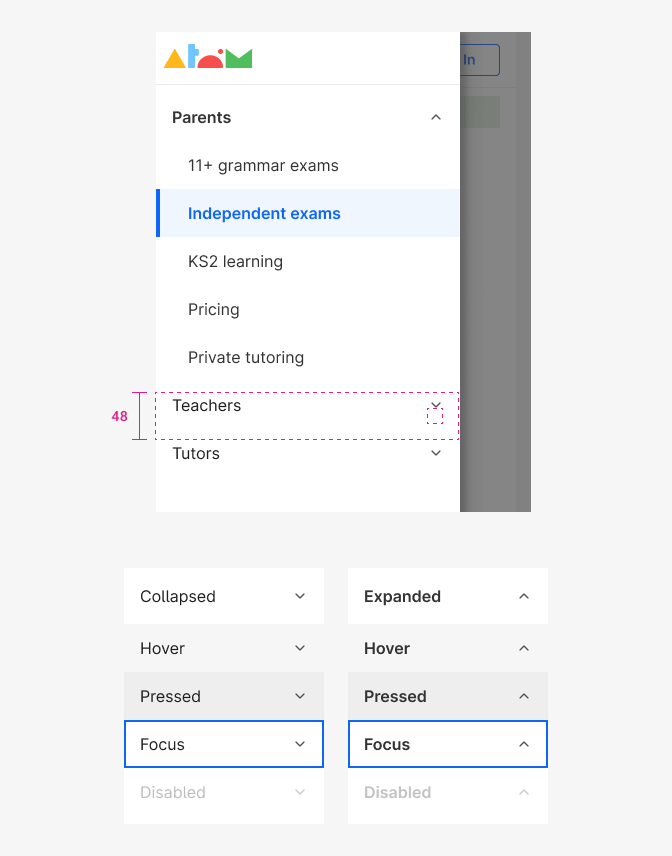 Atom
In
Parents
11+ grammar exams
Independent exams
KS2 learning
Pricing
Private tutoring
48
Teachers
Tutors
Collapsed
Expanded
Hover
Hover
Pressed
Pressed
Focus
Focus
Disabled
Disabled